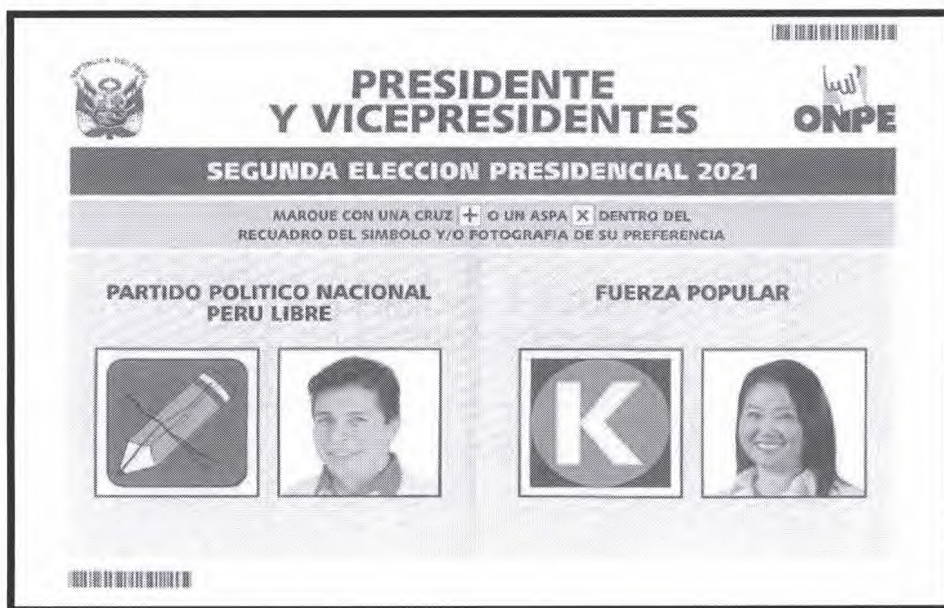 PRESIDENTE
Y VICEPRESIDENTES
ONPE
SEGUNDA ELECCION PRESIDENCIAL 2021
MARQUE CON UNA CRUZ + O UN ASPA X DENTRO DEL
RECUADRO DEL SIMBOLO Y/O FOTOGRAFIA DE SU PREFERENCIA
PARTIDO POLITICO NACIONAL
PERU LIBRE
FUERZA POPULAR
K